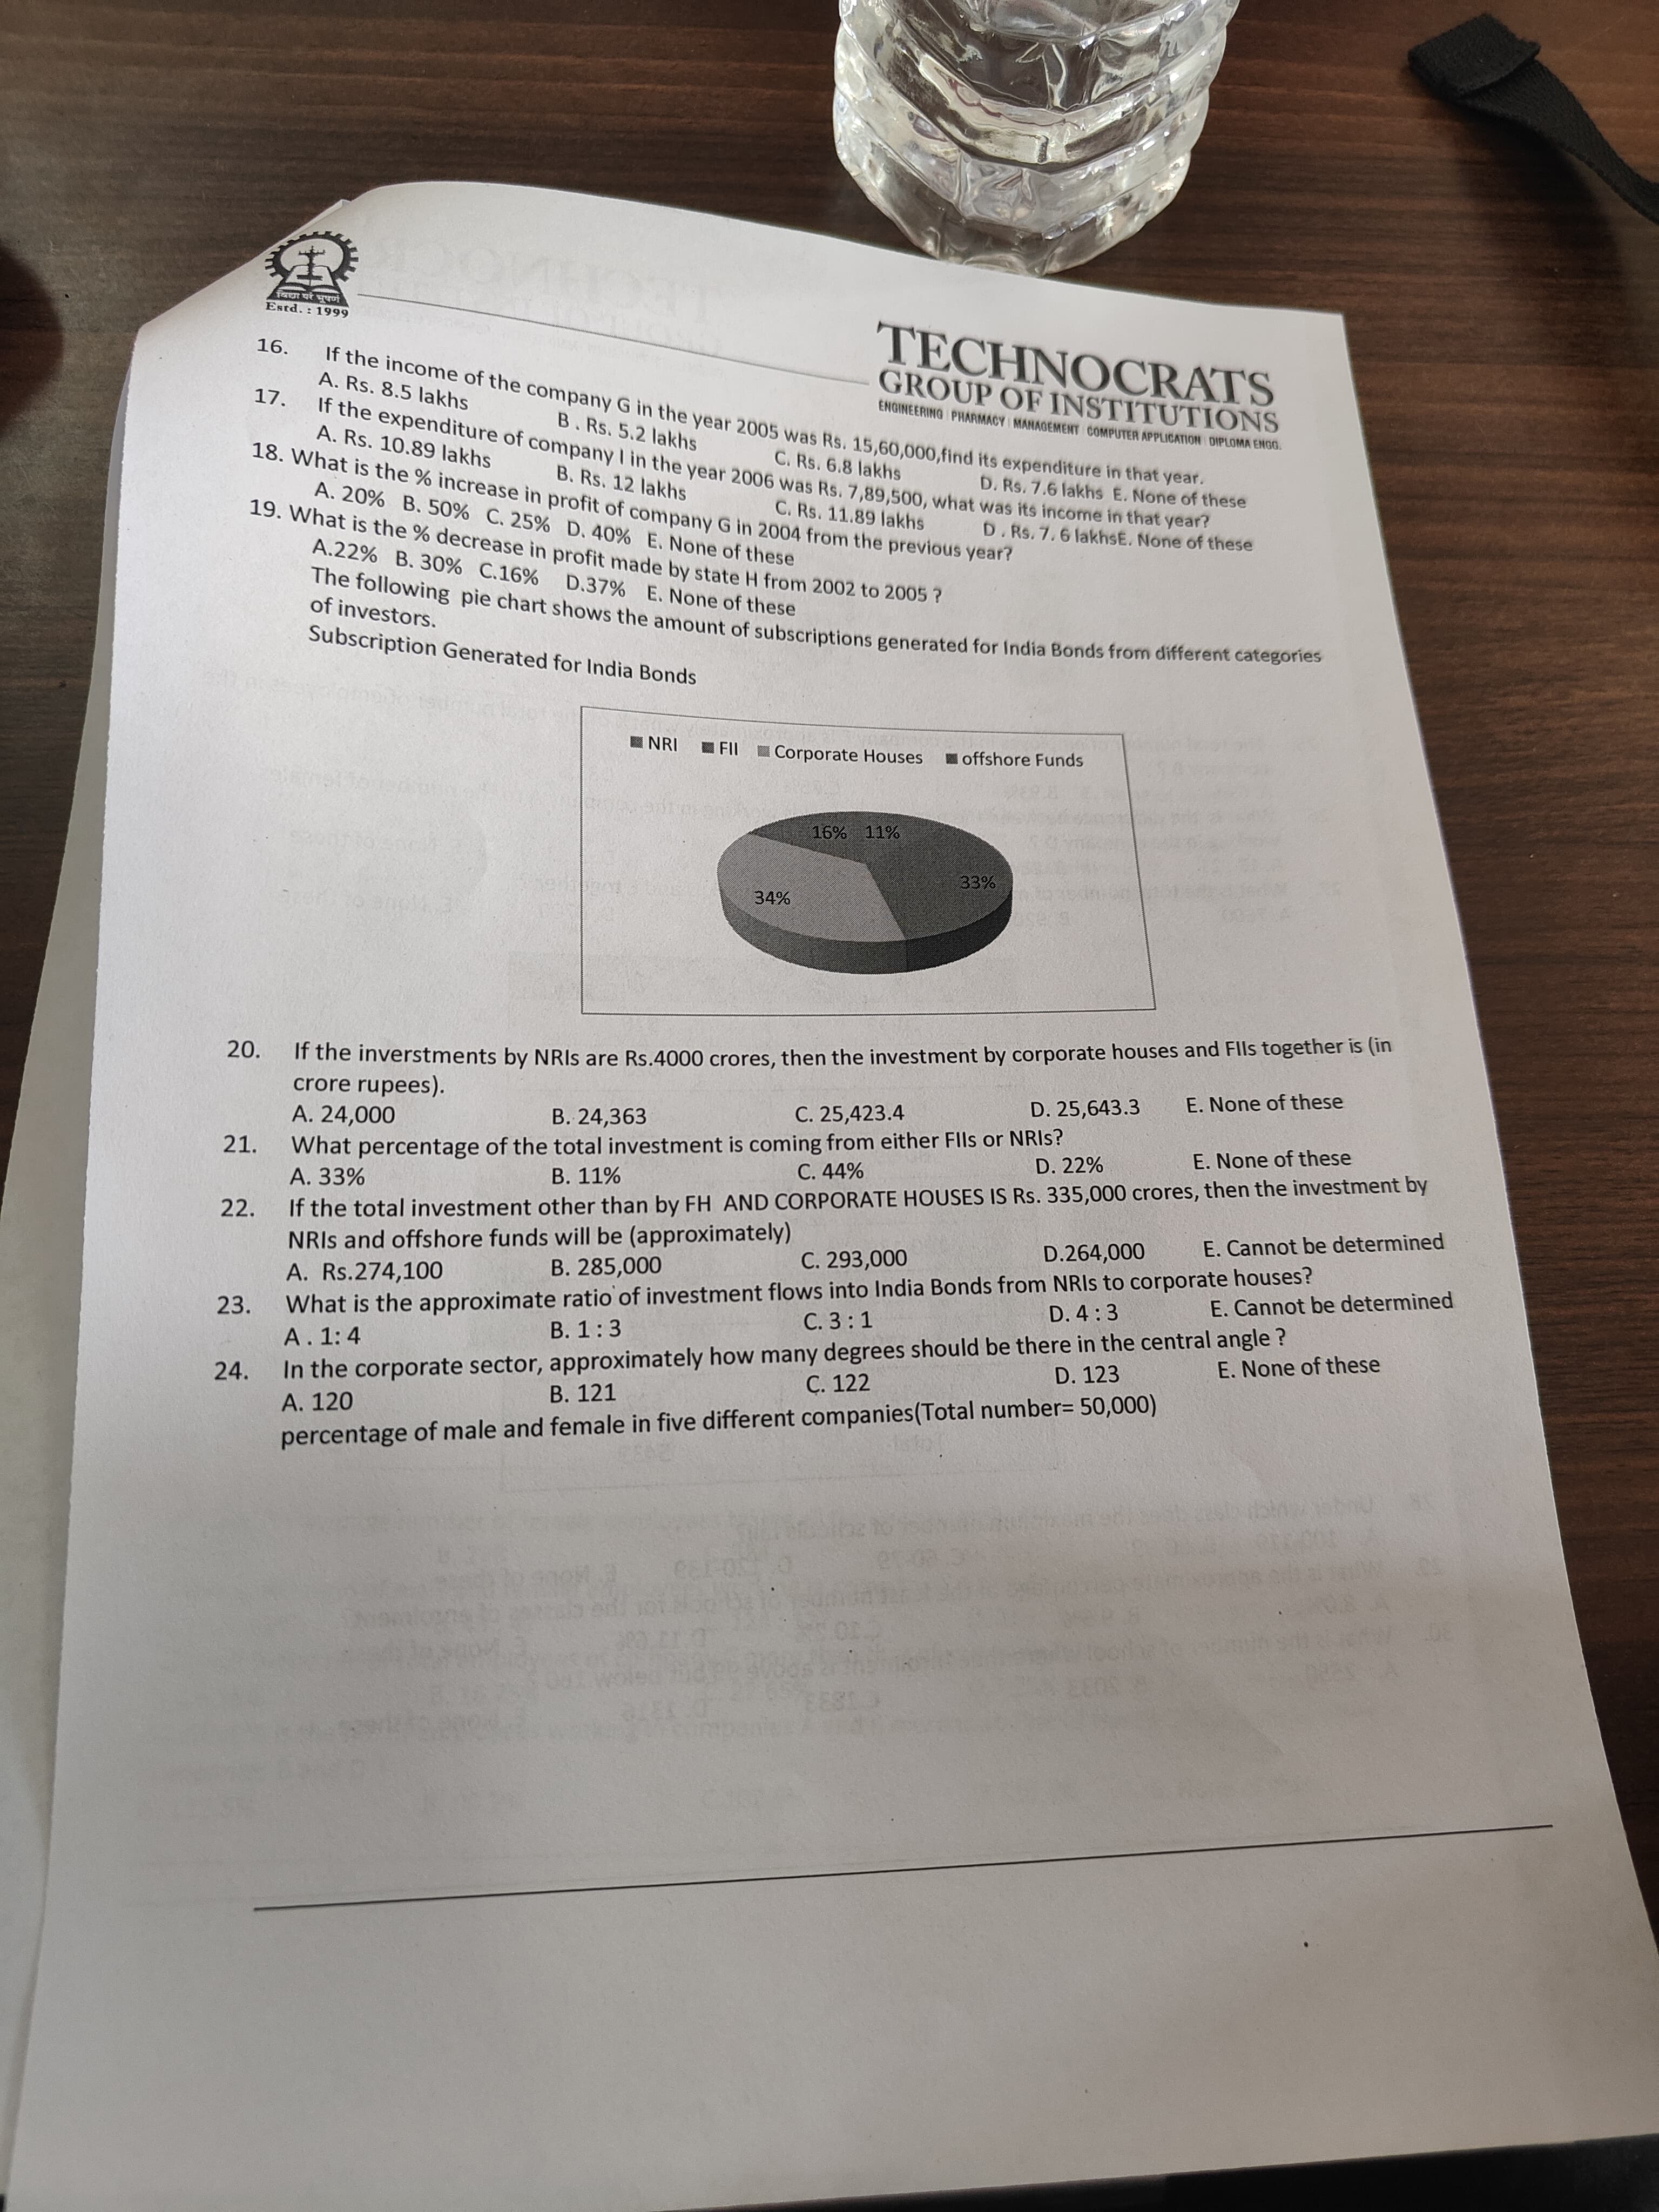 विद्या परं भूषणं
Estd. : 1999
TECHNOCRATS
GROUP OF INSTITUTIONS
ENGINEERING | PHARMACY | MANAGEMENT | COMPUTER APPLICATION | DIPLOMA ENGG.
16. If the income of the company G in the year 2005 was Rs. 15,60,000,find its expenditure in that year.
A. Rs. 8.5 lakhs B . Rs. 5.2 lakhs C. Rs. 6.8 lakhs D. Rs. 7.6 lakhs E. None of these
17. If the expenditure of company I in the year 2006 was Rs. 7,89,500, what was its income in that year?
A. Rs. 10.89 lakhs B. Rs. 12 lakhs C. Rs. 11.89 lakhs D . Rs. 7. 6 lakhsE. None of these
18. What is the % increase in profit of company G in 2004 from the previous year?
A. 20% B. 50% C. 25% D. 40% E. None of these
19. What is the % decrease in profit made by state H from 2002 to 2005 ?
A.22% B. 30% C.16% D.37% E. None of these
The following pie chart shows the amount of subscriptions generated for India Bonds from different categories
of investors.
Subscription Generated for India Bonds
NRI FII Corporate Houses offshore Funds
16% 11%
33%
34%
20. If the inverstments by NRIs are Rs.4000 crores, then the investment by corporate houses and FIIs together is (in
crore rupees).
A. 24,000 B. 24,363 C. 25,423.4 D. 25,643.3 E. None of these
21. What percentage of the total investment is coming from either FIIs or NRIs?
A. 33% B. 11% C. 44% D. 22% E. None of these
22. If the total investment other than by FH AND CORPORATE HOUSES IS Rs. 335,000 crores, then the investment by
NRIs and offshore funds will be (approximately)
A. Rs.274,100 B. 285,000 C. 293,000 D.264,000 E. Cannot be determined
23. What is the approximate ratio of investment flows into India Bonds from NRIs to corporate houses?
A . 1: 4 B. 1 : 3 C. 3 : 1 D. 4 : 3 E. Cannot be determined
24. In the corporate sector, approximately how many degrees should be there in the central angle ?
A. 120 B. 121 C. 122 D. 123 E. None of these
percentage of male and female in five different companies(Total number= 50,000)